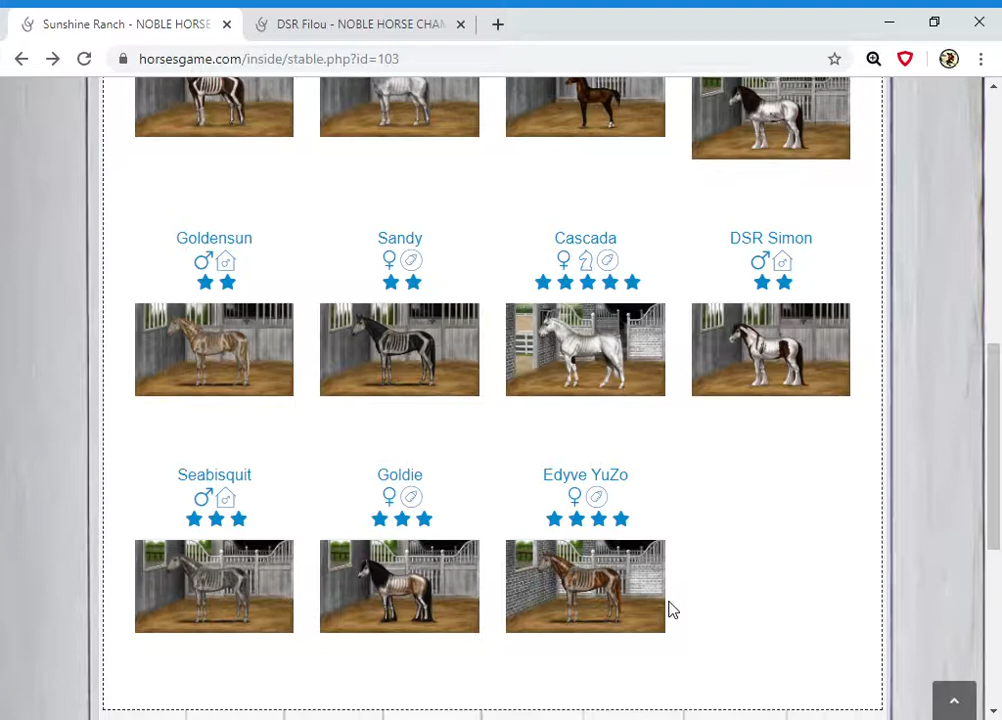 Sunshine Ranch - NOBLE HORSE
DSR Filou - NOBLE HORSE CHAN
horsesgame.com/inside/stable.php?id=103
Goldensun
Sandy
Cascada
DSR Simon
Seabisquit
Goldie
Edyve YuZo